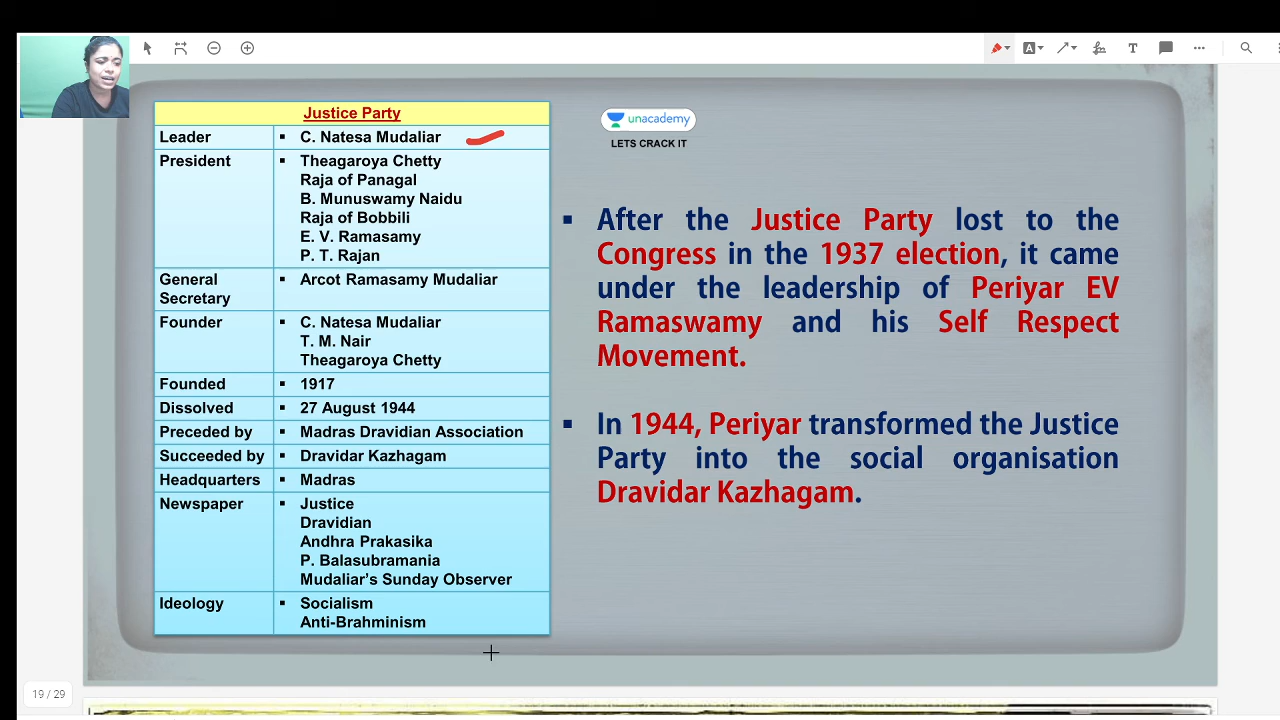 Justice Party
Leader ▪ C. Natesa Mudaliar
President ▪ Theagaroya Chetty
Raja of Panagal
B. Munuswamy Naidu
Raja of Bobbili
E. V. Ramasamy
P. T. Rajan
General Secretary ▪ Arcot Ramasamy Mudaliar
Founder ▪ C. Natesa Mudaliar
T. M. Nair
Theagaroya Chetty
Founded ▪ 1917
Dissolved ▪ 27 August 1944
Preceded by ▪ Madras Dravidian Association
Succeeded by ▪ Dravidar Kazhagam
Headquarters ▪ Madras
Newspaper ▪ Justice
Dravidian
Andhra Prakasika
P. Balasubramania
Mudaliar’s Sunday Observer
Ideology ▪ Socialism
Anti-Brahminism
unacademy
LETS CRACK IT
▪ After the Justice Party lost to the
Congress in the 1937 election, it came
under the leadership of Periyar EV
Ramaswamy and his Self Respect
Movement.
▪ In 1944, Periyar transformed the Justice
Party into the social organisation
Dravidar Kazhagam.
19 / 29